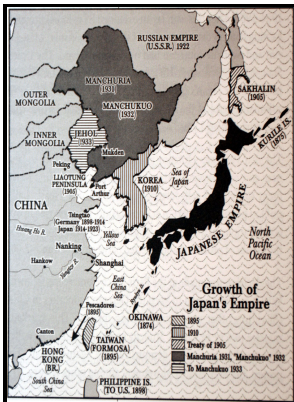 RUSSIAN EMPIRE
(U.S.S.R.) 1922
MANCHURIA
(1931)
MANCHUKUO
(1932)
OUTER
MONGOLIA
SAKHALIN
(1905)
KURILE IS.
(1875)
JEHOL
(1933)
INNER
MONGOLIA
Mukden
Peking
LIAOTUNG
PENINSULA
(1905)
Port
Arthur
KOREA
(1910)
Sea of
Japan
CHINA
Tsingtao
(Germany 1898-1914
Japan 1914-1923)
Hwang Ho R.
Yellow
Sea
JAPANESE EMPIRE
North
Pacific
Ocean
Nanking
Hankow
Yangtze R.
Shanghai
East
China
Sea
Growth of
Japan's Empire
Pescadores
(1895)
OKINAWA
(1874)
Canton
TAIWAN
(FORMOSA)
(1895)
HONG
KONG
(BR.)
South China
Sea
PHILIPPINE IS.
(TO U.S. 1898)
1895
1910
Treaty of 1905
Manchuria 1931, "Manchukuo" 1932
To Manchukuo 1933